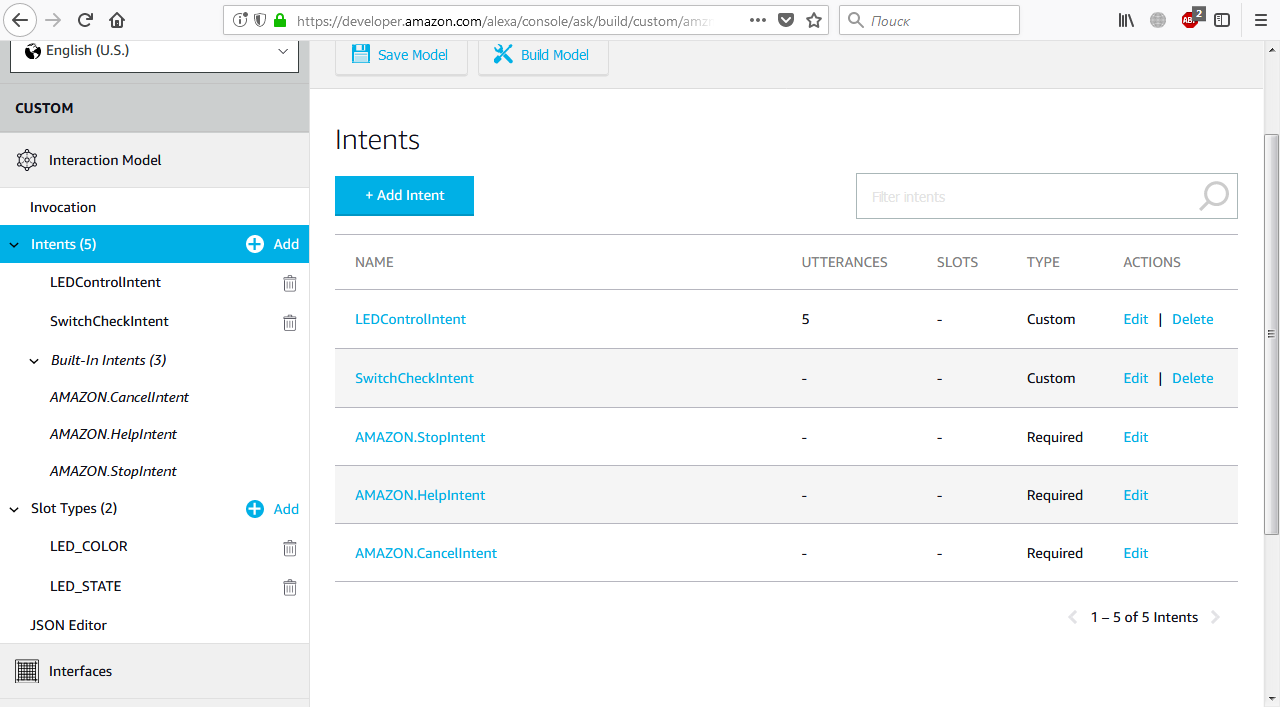 https://developer.amazon.com/alexa/console/ask/build/custom/amz
Поиск
2
English (U.S.)
Save Model
Build Model
CUSTOM
Interaction Model
Invocation
Intents (5)
Add
LEDControlIntent
SwitchCheckIntent
Built-In Intents (3)
AMAZON.CancelIntent
AMAZON.HelpIntent
AMAZON.StopIntent
Slot Types (2)
Add
LED_COLOR
LED_STATE
JSON Editor
Interfaces
Intents
+ Add Intent
Filter intents
NAME UTTERANCES SLOTS TYPE ACTIONS
LEDControlIntent 5 - Custom Edit | Delete
SwitchCheckIntent - - Custom Edit | Delete
AMAZON.StopIntent - - Required Edit
AMAZON.HelpIntent - - Required Edit
AMAZON.CancelIntent - - Required Edit
1 – 5 of 5 Intents